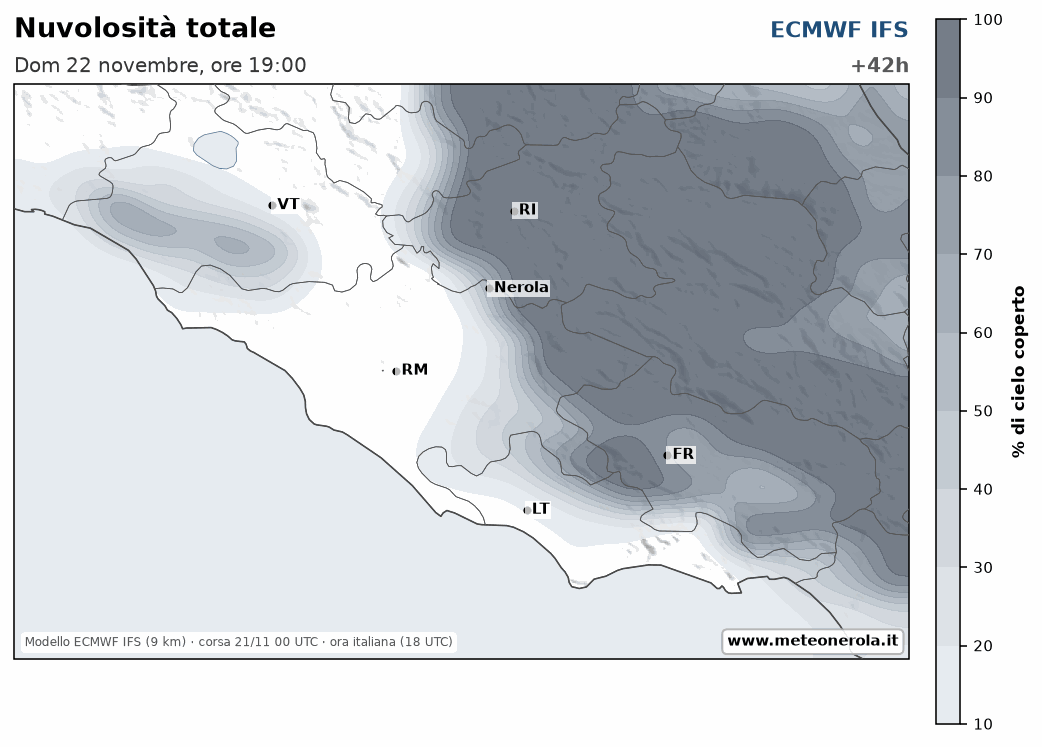 Nuvolosità totale
ECMWF IFS
Dom 22 novembre, ore 19:00
+42h
100
90
80
70
60
50
40
30
20
10
% di cielo coperto
VT
RI
Nerola
RM
FR
LT
Modello ECMWF IFS (9 km) · corsa 21/11 00 UTC · ora italiana (18 UTC)
www.meteonerola.it